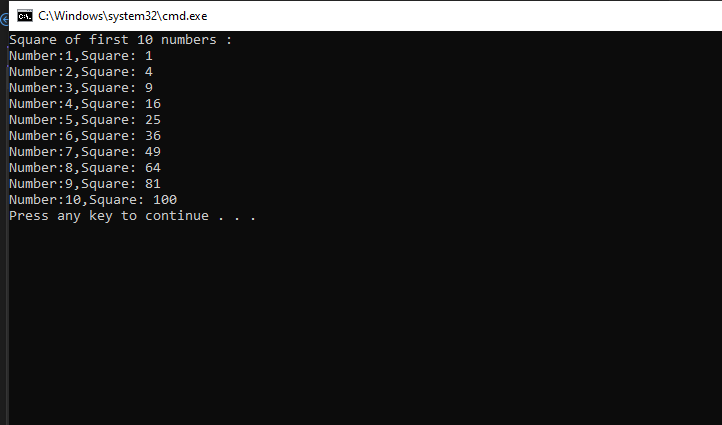 C:\Windows\system32\cmd.exe
Square of first 10 numbers :
Number:1,Square: 1
Number:2,Square: 4
Number:3,Square: 9
Number:4,Square: 16
Number:5,Square: 25
Number:6,Square: 36
Number:7,Square: 49
Number:8,Square: 64
Number:9,Square: 81
Number:10,Square: 100
Press any key to continue . . .